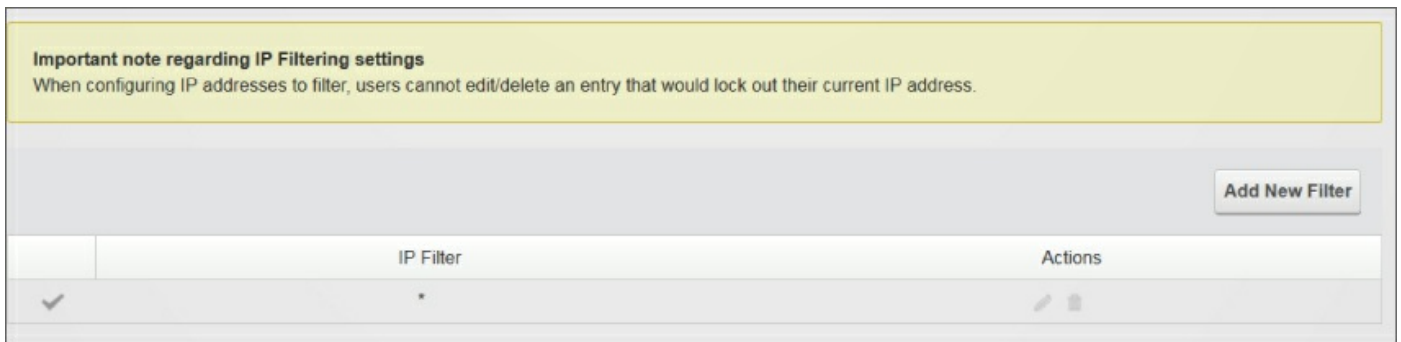 Important note regarding IP Filtering settings
When configuring IP addresses to filter, users cannot edit/delete an entry that would lock out their current IP address.
Add New Filter
IP Filter Actions
*